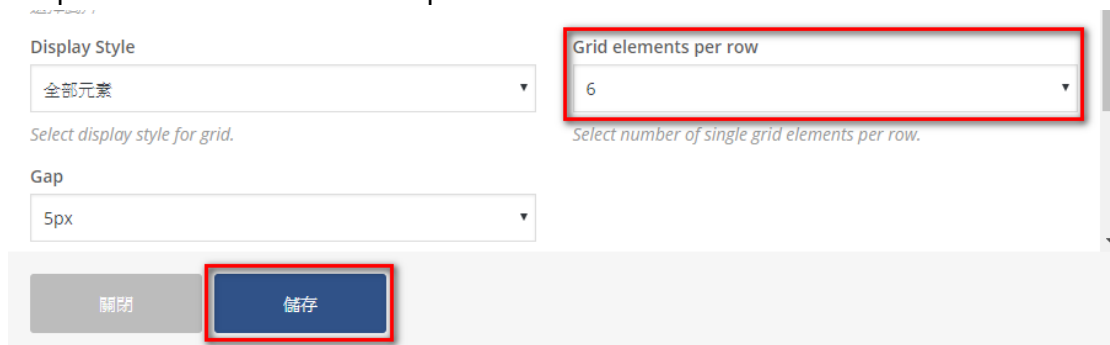 Display Style
Grid elements per row
全部元素
6
Select display style for grid.
Select number of single grid elements per row.
Gap
5px
關閉
儲存